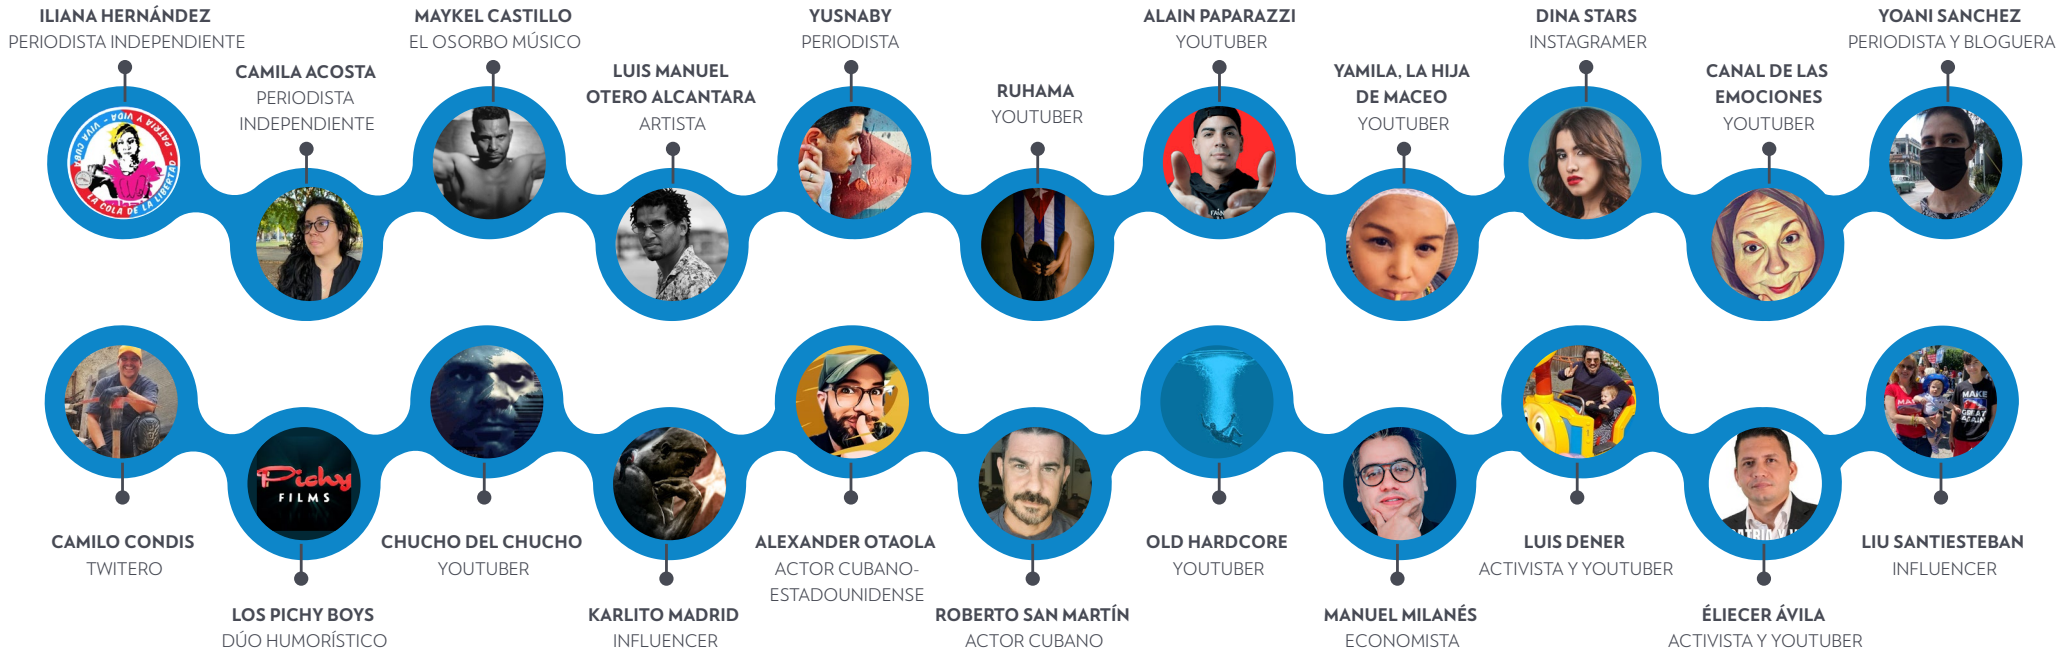 ILIANA HERNÁNDEZ
PERIODISTA INDEPENDIENTE
CAMILA ACOSTA
PERIODISTA
INDEPENDIENTE
MAYKEL CASTILLO
EL OSORBO MÚSICO
LUIS MANUEL
OTERO ALCANTARA
ARTISTA
YUSNABY
PERIODISTA
RUHAMA
YOUTUBER
ALAIN PAPARAZZI
YOUTUBER
YAMILA, LA HIJA
DE MACEO
YOUTUBER
DINA STARS
INSTAGRAMER
CANAL DE LAS
EMOCIONES
YOUTUBER
YOANI SANCHEZ
PERIODISTA Y BLOGUERA
PATRIA Y VIDA - VIVA CUBA
LA COLA DE LA LIBERTAD
Pichy
FILMS
MAKE
GREAT
AGAIN
CAMILO CONDIS
TWITERO
LOS PICHY BOYS
DÚO HUMORÍSTICO
CHUCHO DEL CHUCHO
YOUTUBER
KARLITO MADRID
INFLUENCER
ALEXANDER OTAOLA
ACTOR CUBANO-
ESTADOUNIDENSE
ROBERTO SAN MARTÍN
ACTOR CUBANO
OLD HARDCORE
YOUTUBER
MANUEL MILANÉS
ECONOMISTA
LUIS DENER
ACTIVISTA Y YOUTUBER
ÉLIECER ÁVILA
ACTIVISTA Y YOUTUBER
LIU SANTIESTEBAN
INFLUENCER